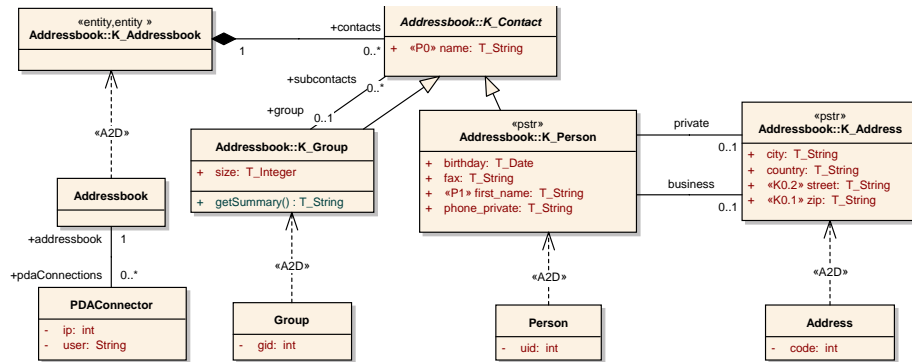 «entity,entity »
Addressbook::K_Addressbook
+contacts
1
0..*
Addressbook::K_Contact
+ «P0» name: T_String
+subcontacts
0..*
+group
0..1
«A2D»
Addressbook::K_Group
+ size: T_Integer
+ getSummary() : T_String
«pstr»
Addressbook::K_Person
+ birthday: T_Date
+ fax: T_String
+ «P1» first_name: T_String
+ phone_private: T_String
private
0..1
business
0..1
«pstr»
Addressbook::K_Address
+ city: T_String
+ country: T_String
+ «K0.2» street: T_String
+ «K0.1» zip: T_String
Addressbook
+addressbook
1
+pdaConnections
0..*
«A2D»
«A2D»
«A2D»
PDAConnector
- ip: int
- user: String
Group
- gid: int
Person
- uid: int
Address
- code: int